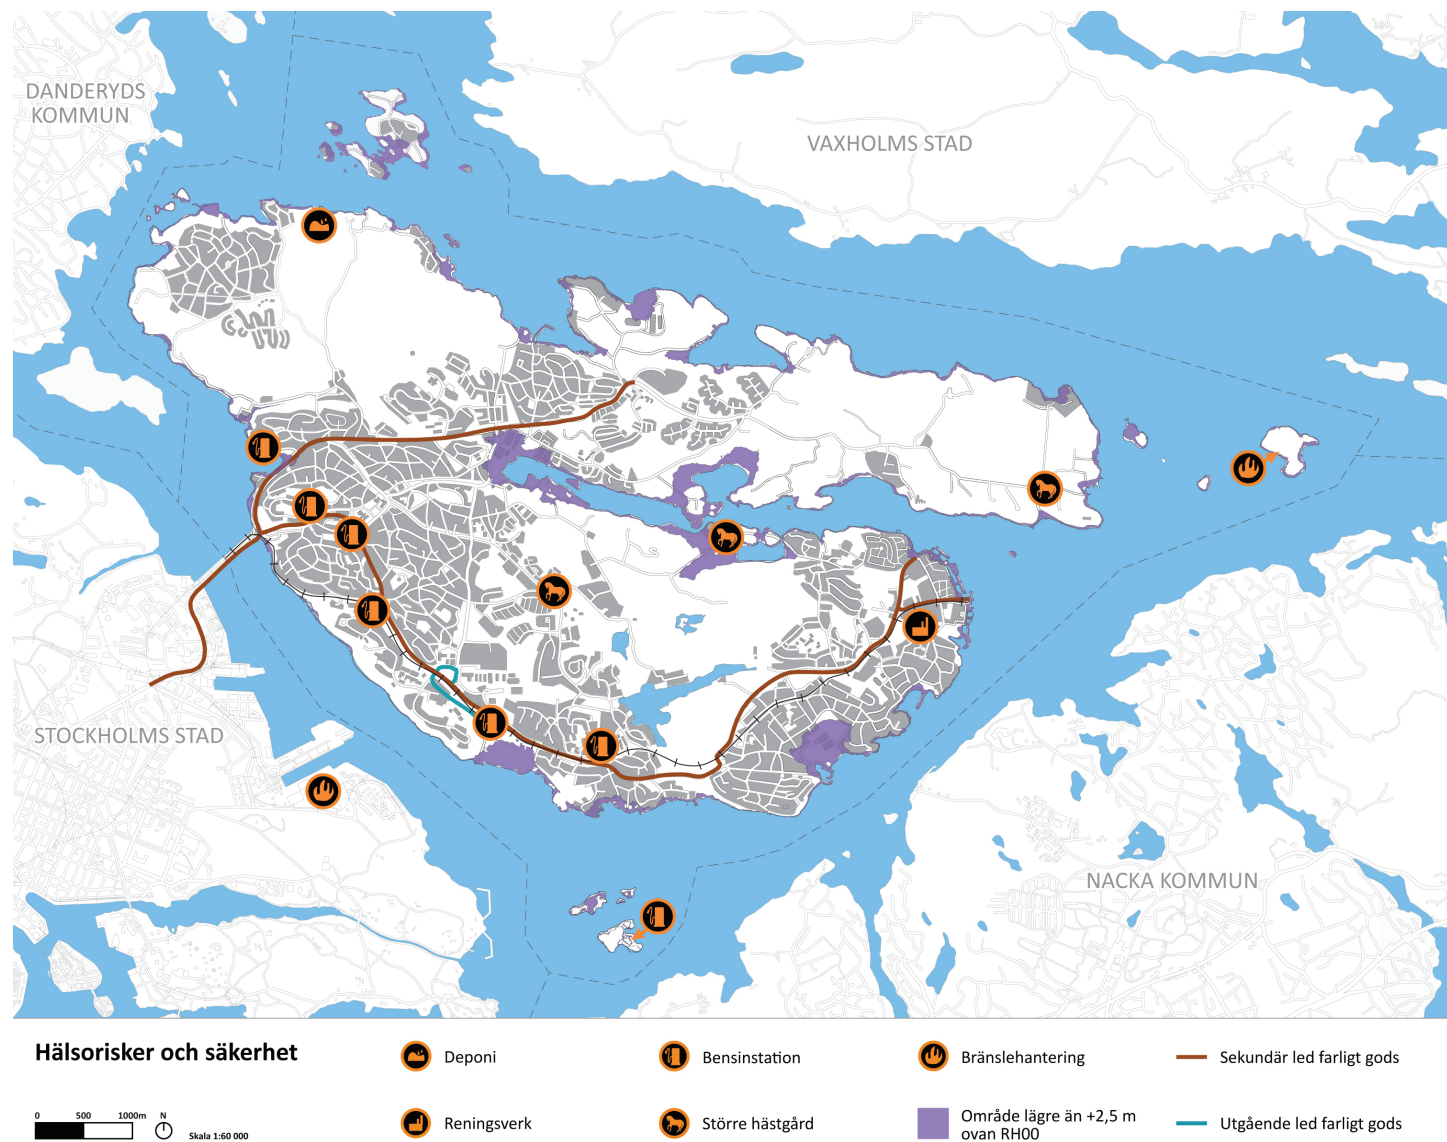 DANDERYDS
KOMMUN
VAXHOLMS STAD
STOCKHOLMS STAD
NACKA KOMMUN
Hälsorisker och säkerhet
0 500 1000m N
Skala 1:60 000
Deponi
Reningsverk
Bensinstation
Större hästgård
Bränslehantering
Område lägre än +2,5 m
ovan RH00
Sekundär led farligt gods
Utgående led farligt gods